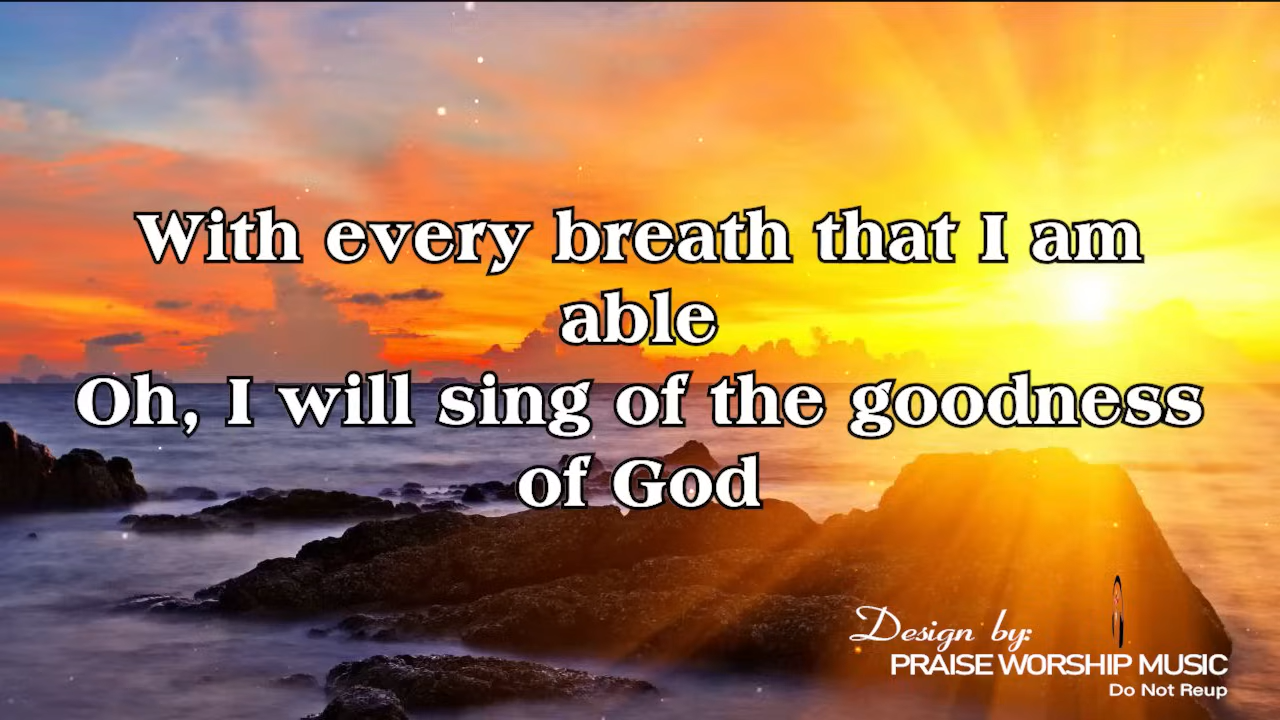 With every breath that I am
able
Oh, I will sing of the goodness
of God
Design by:
PRAISE WORSHIP MUSIC
Do Not Reup